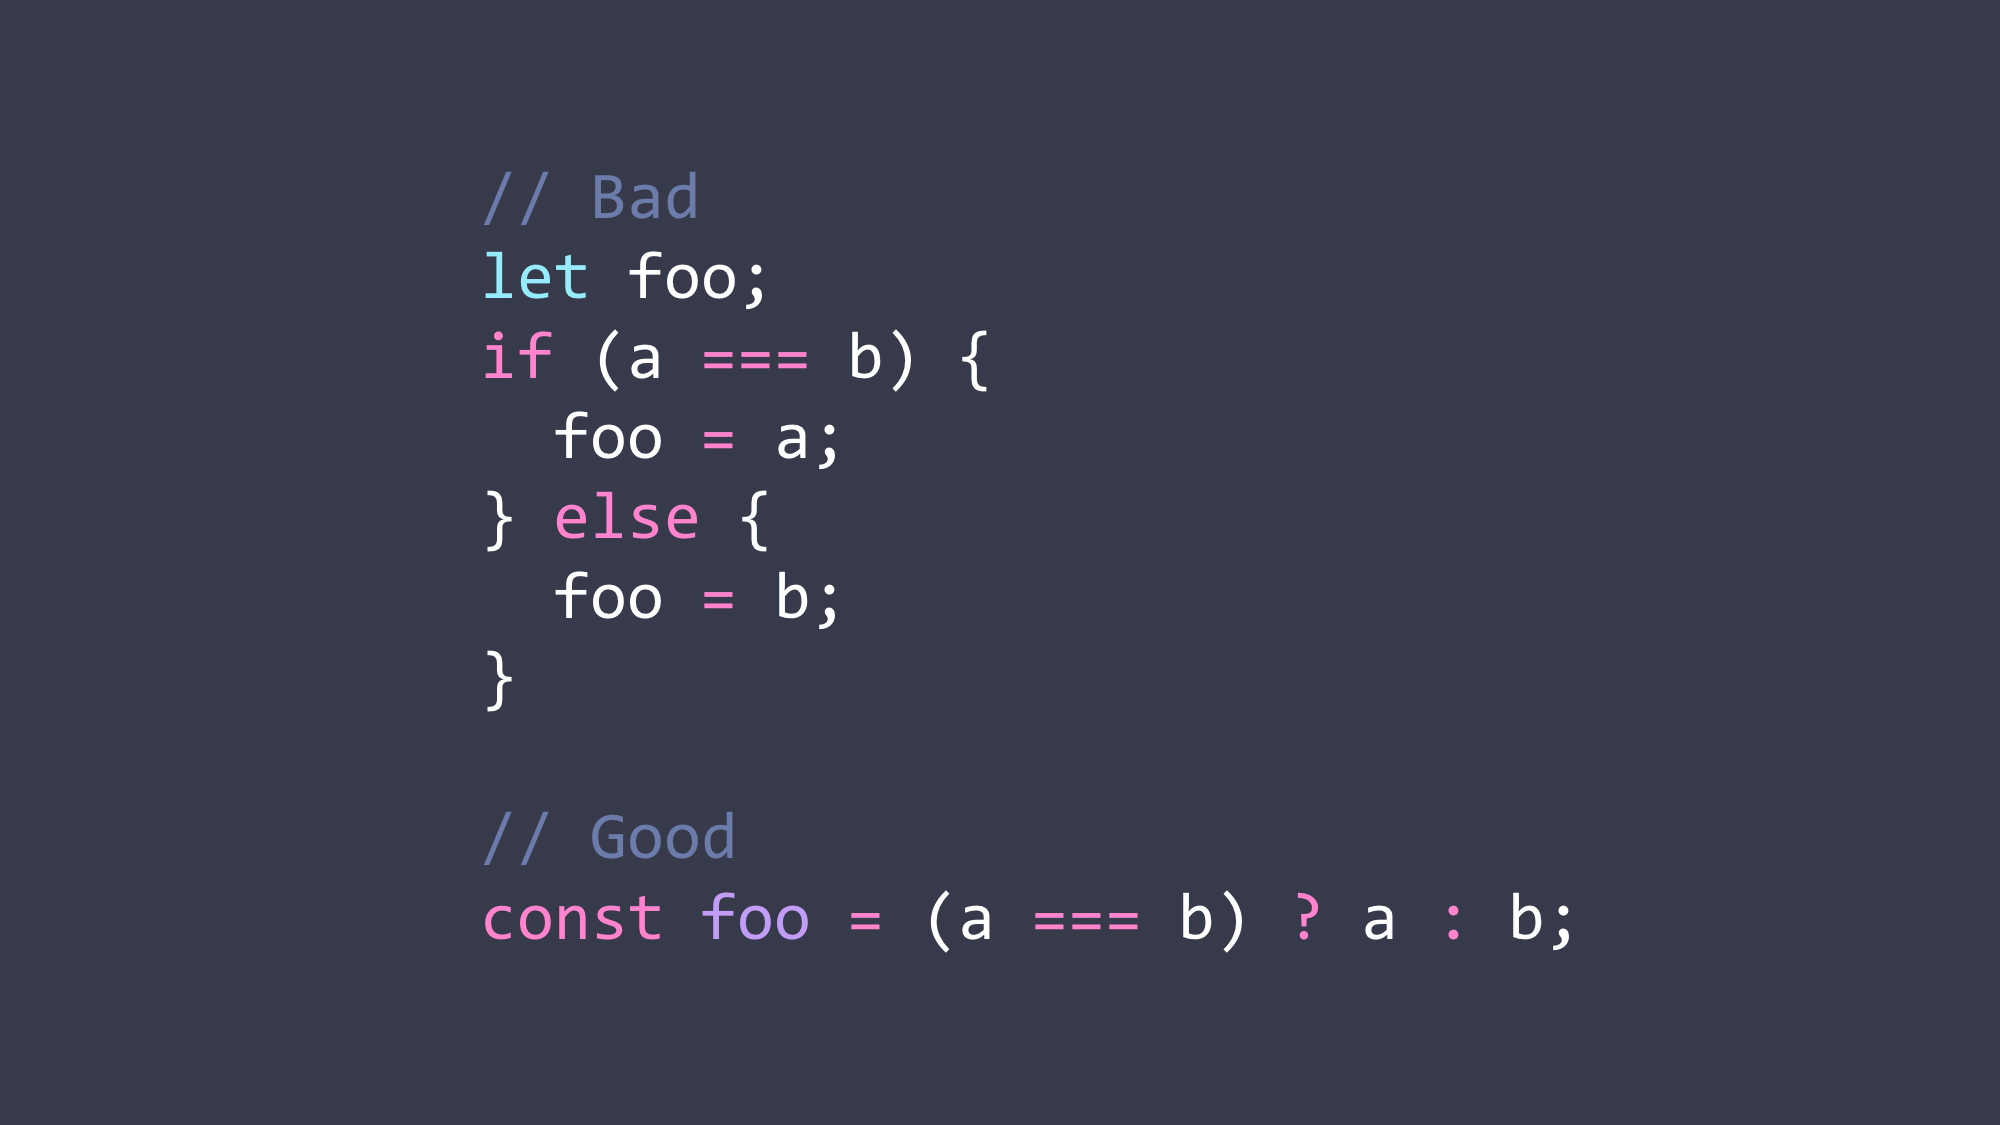 // Bad
let foo;
if (a === b) {
  foo = a;
} else {
  foo = b;
}
// Good
const foo = (a === b) ? a : b;